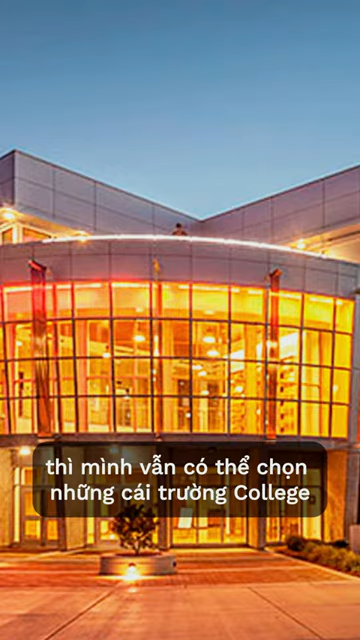 thì mình vẫn có thể chọn
những cái trường College